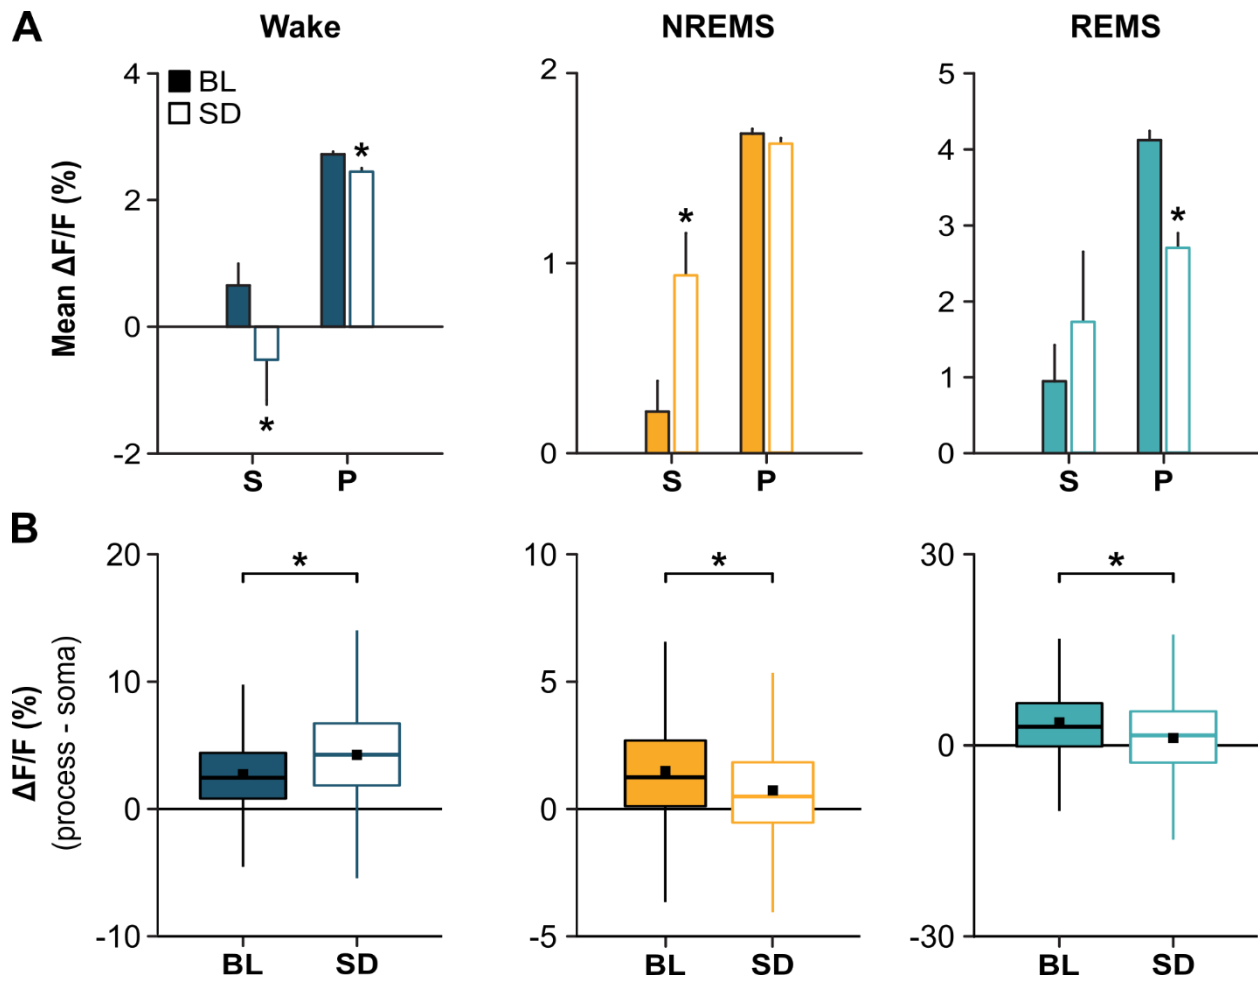 A
Wake
NREMS
REMS
BL
SD
Mean ΔF/F (%)
4
2
0
-2
*
*
S
P
2
1
0
*
S
P
5
4
3
2
1
0
*
S
P
B
ΔF/F (%)
(process - soma)
20
10
0
-10
*
BL
SD
10
5
0
-5
*
BL
SD
30
0
-30
*
BL
SD